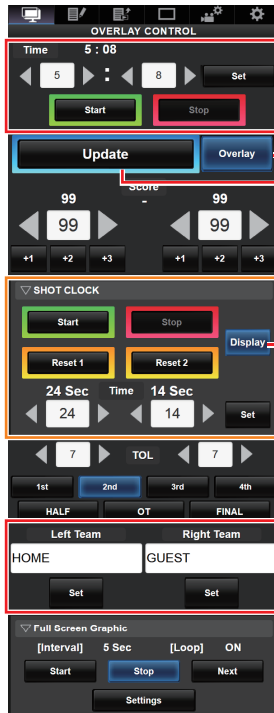 OVERLAY CONTROL
Time 5 : 08
5 : 8 Set
Start Stop
Update Overlay
Score
99 - 99
99 99
+1 +2 +3 +1 +2 +3
▽ SHOT CLOCK
Start Stop
Display
Reset 1 Reset 2
24 Sec Time 14 Sec
24 14 Set
7 TOL 7
1st 2nd 3rd 4th
HALF OT FINAL
Left Team Right Team
HOME GUEST
Set Set
▽ Full Screen Graphic
[Interval] 5 Sec [Loop] ON
Start Stop Next
Settings